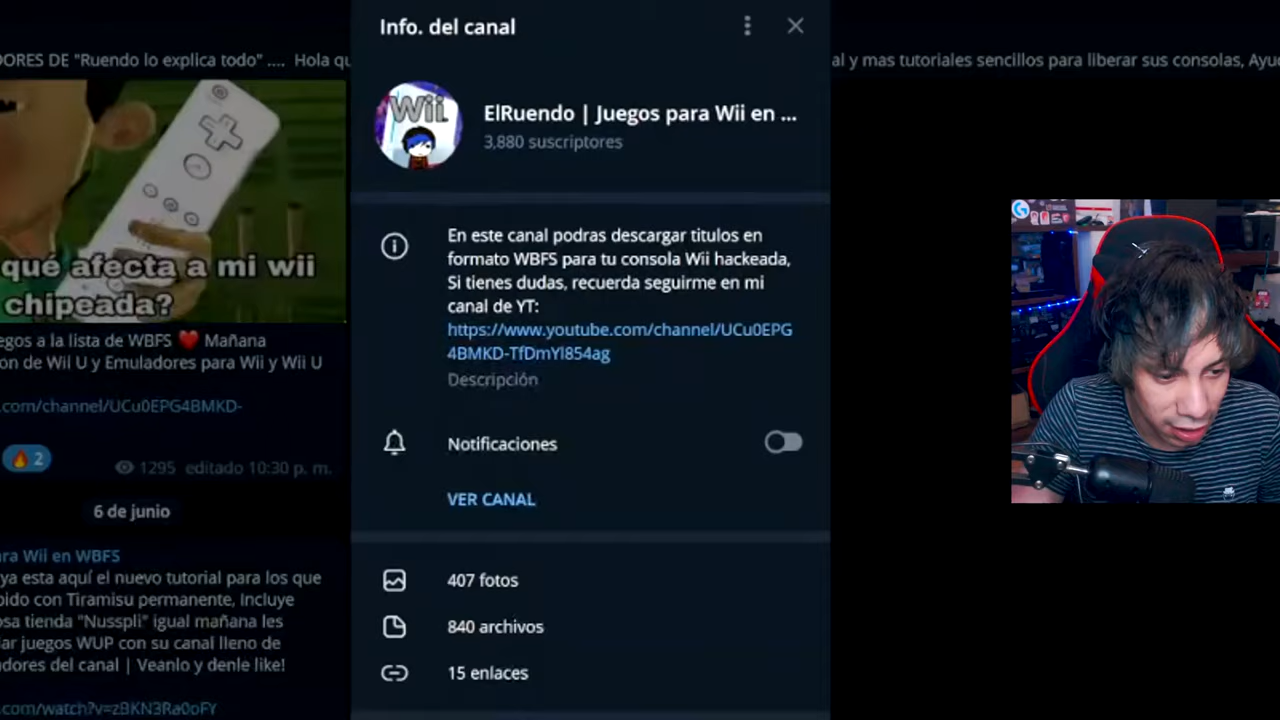 Info. del canal
DORES DE "Ruendo lo explica todo" .... Hola qu
al y mas tutoriales sencillos para liberar sus consolas, Ayu
Wii
ElRuendo | Juegos para Wii en ...
3,880 suscriptores
En este canal podras descargar titulos en
formato WBFS para tu consola Wii hackeada,
Si tienes dudas, recuerda seguirme en mi
canal de YT:
https://www.youtube.com/channel/UCu0EPG
4BMKD-TfDmYl854ag
Descripción
Notificaciones
VER CANAL
407 fotos
840 archivos
15 enlaces
qué afecta a mi wii
chipeada?
egos a la lista de WBFS ❤️ Mañana
on de Wil U y Emuladores para Wii y Wii U
.com/channel/UCu0EPG4BMKD-
🔥 2
1295 editado 10:30 p. m.
6 de junio
ara Wii en WBFS
ya esta aquí el nuevo tutorial para los que
bido con Tiramisu permanente, Incluye
osa tienda "Nusspli" igual mañana les
lar juegos WUP con su canal lleno de
dores del canal | Veanlo y denle like!
.com/watch?v=zBKN3Ra0oFY